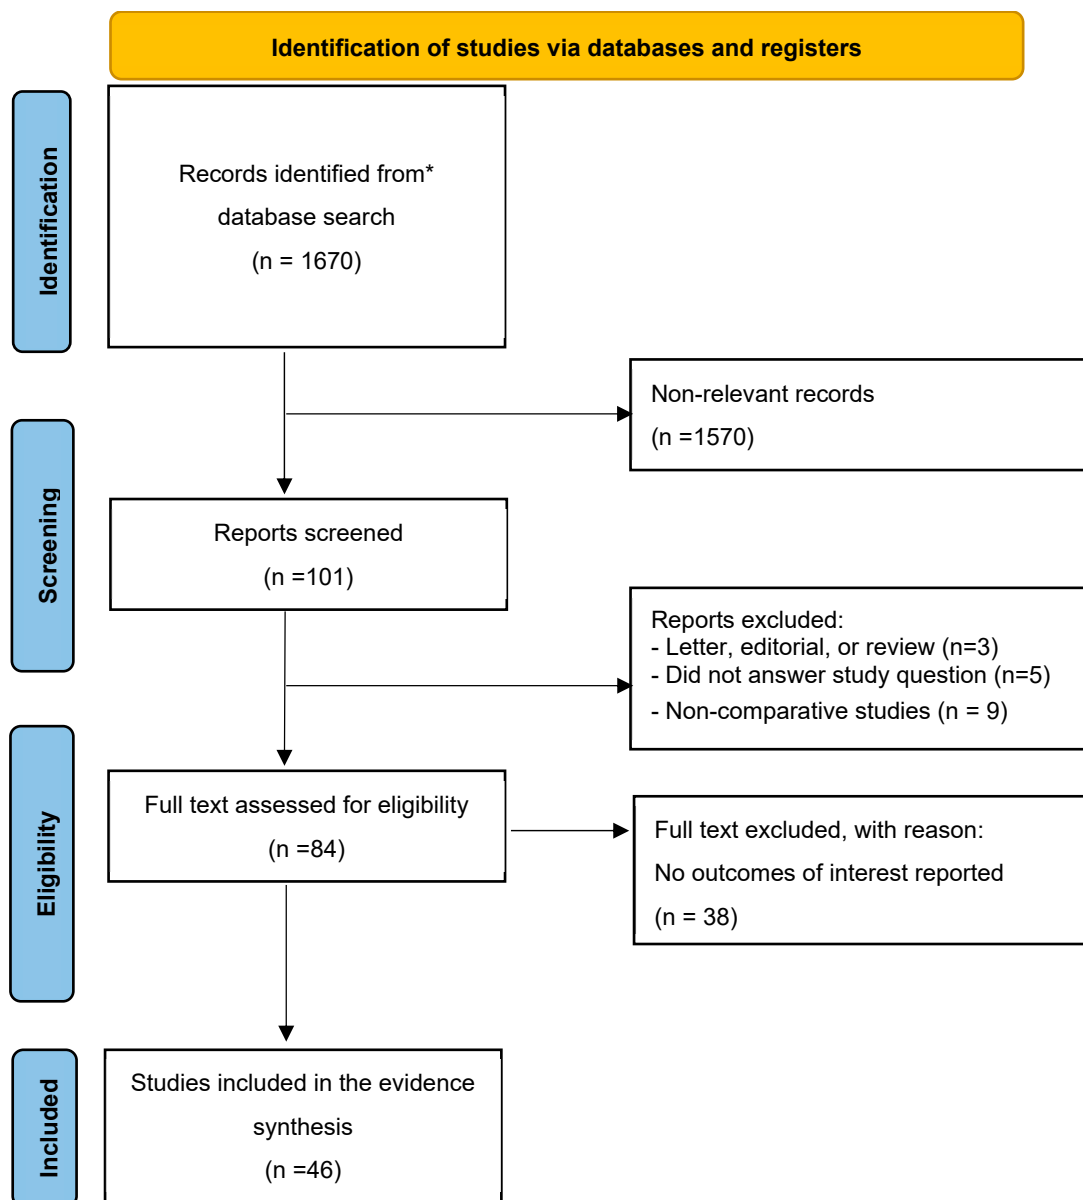 Identification of studies via databases and registers
Identification
Records identified from*
database search
(n = 1670)
Non-relevant records
(n =1570)
Screening
Reports screened
(n =101)
Reports excluded:
- Letter, editorial, or review (n=3)
- Did not answer study question (n=5)
- Non-comparative studies (n = 9)
Eligibility
Full text assessed for eligibility
(n =84)
Full text excluded, with reason:
No outcomes of interest reported
(n = 38)
Included
Studies included in the evidence
synthesis
(n =46)